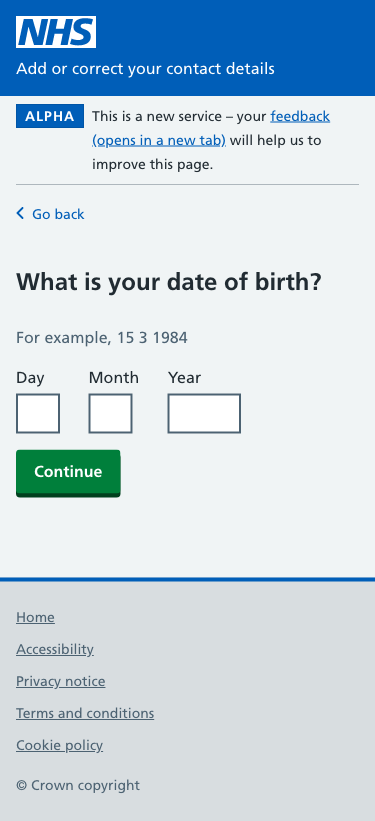 NHS
Add or correct your contact details
ALPHA This is a new service – your feedback
(opens in a new tab) will help us to
improve this page.
Go back
What is your date of birth?
For example, 15 3 1984
Day Month Year
Continue
Home
Accessibility
Privacy notice
Terms and conditions
Cookie policy
© Crown copyright